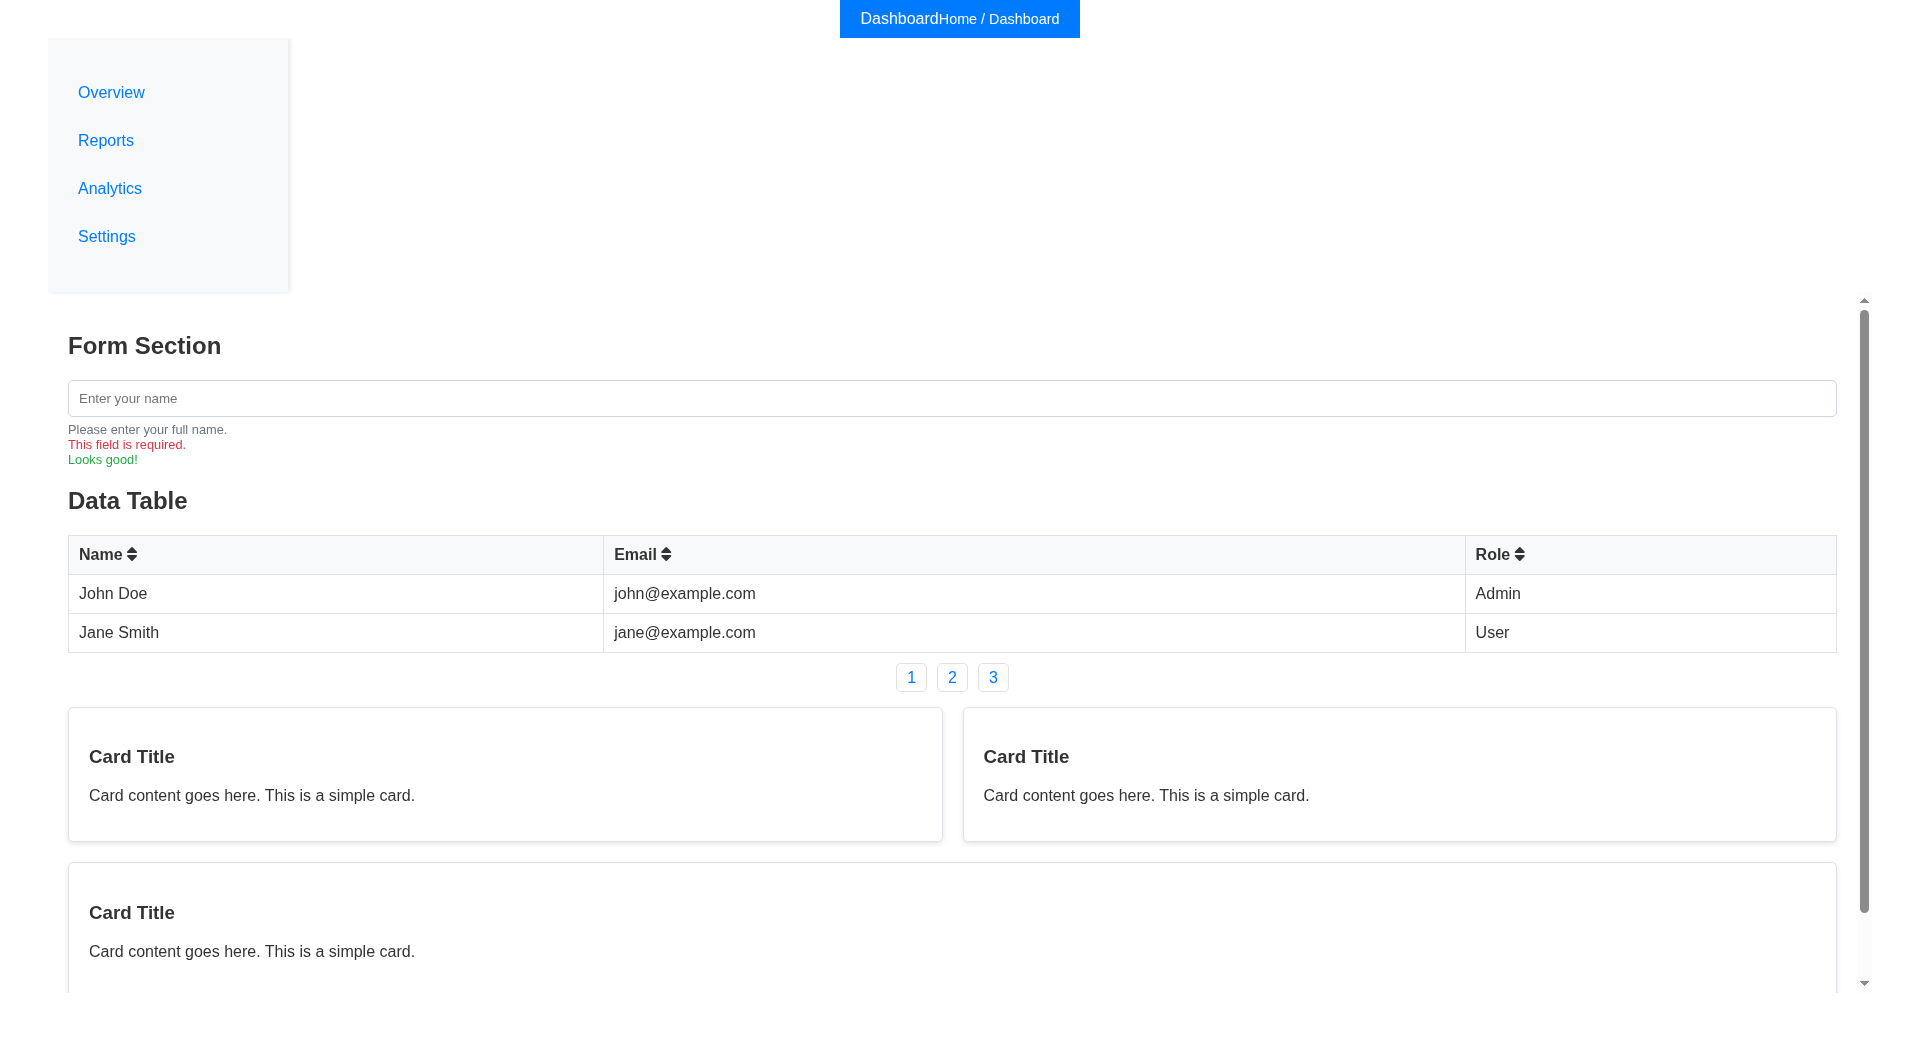 DashboardHome / Dashboard
Overview
Reports
Analytics
Settings
Form Section
Enter your name
Please enter your full name.
This field is required.
Looks good!
Data Table
Name Email Role
John Doe john@example.com Admin
Jane Smith jane@example.com User
1 2 3
Card Title
Card content goes here. This is a simple card.
Card Title
Card content goes here. This is a simple card.
Card Title
Card content goes here. This is a simple card.